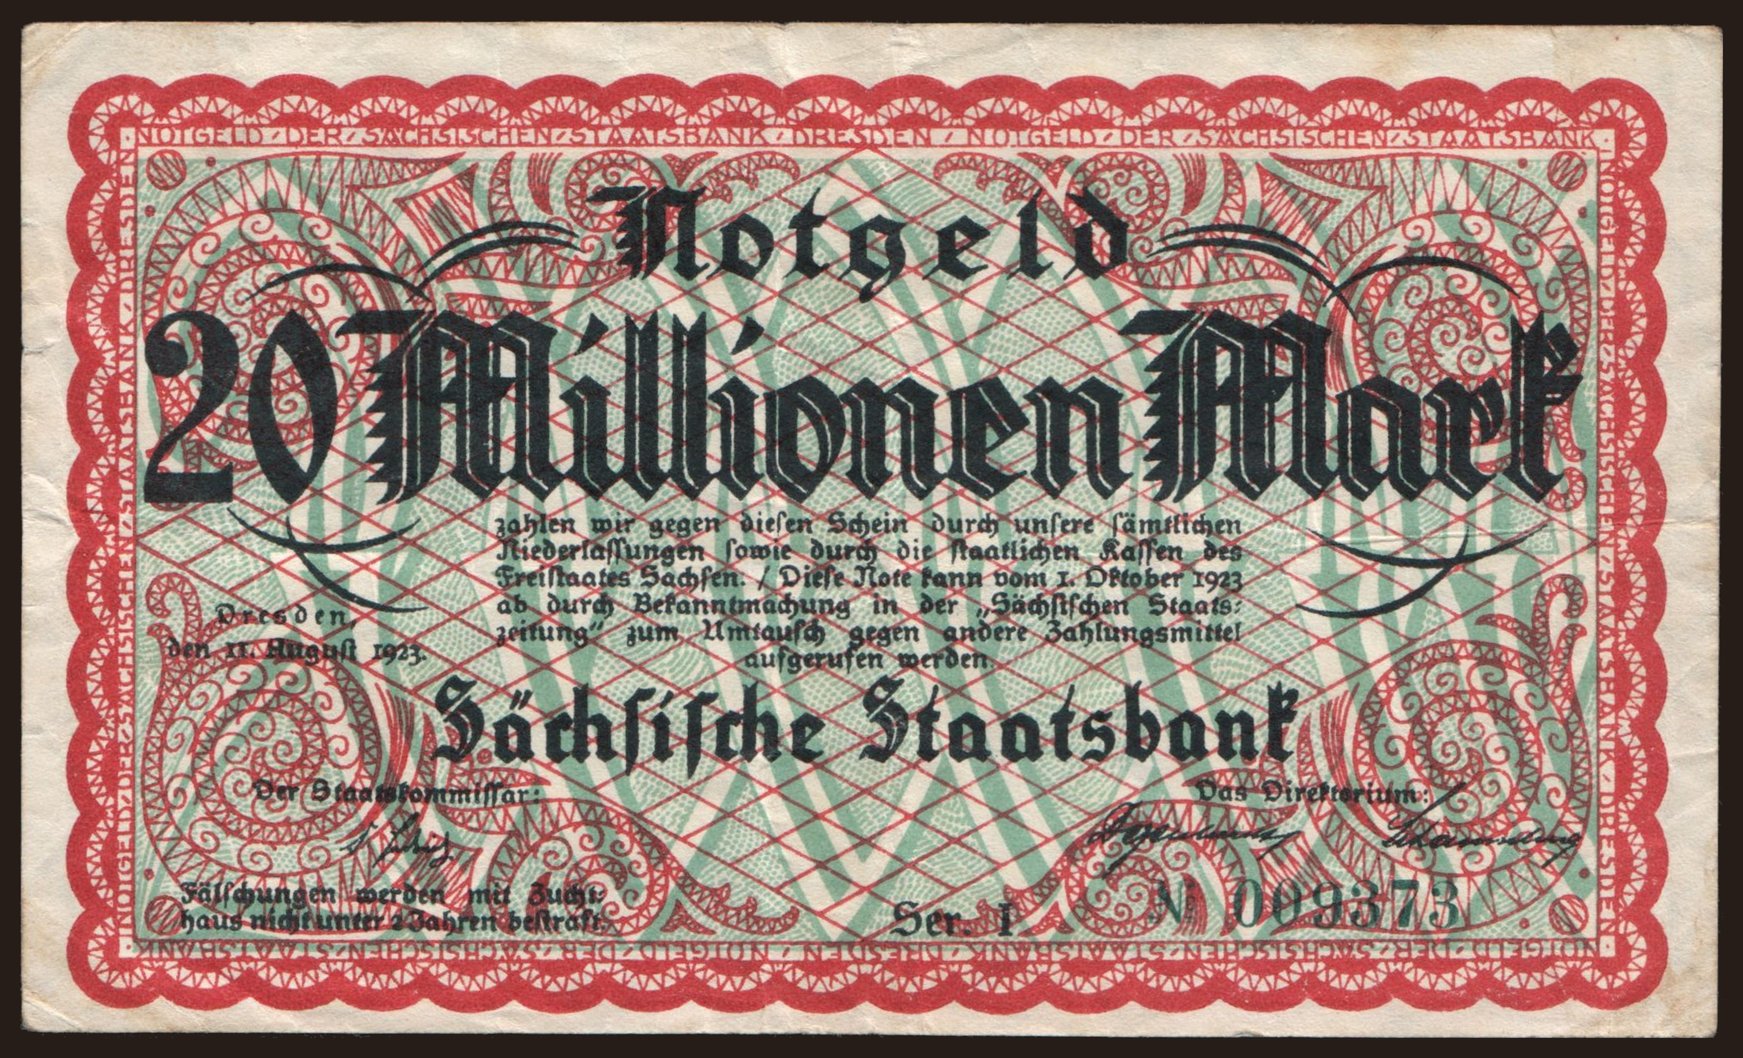 NOTGELD / DER / SÄCHSISCHEN / STAATSBANK / DRESDEN / NOTGELD / DER / SÄCHSISCHEN / STAATSBANK
Notgeld
20 Millionen Mark
zahlen wir gegen dieſen Schein durch unſere ſämtlichen
Niederlaſſungen ſowie durch die ſtaatlichen Kaſſen des
Freiſtaates Sachſen. / Dieſe Note kann vom 1. Oktober 1923
ab durch Bekanntmachung in der „Sächſiſchen Staats-
zeitung“ zum Umtauſch gegen andere Zahlungsmittel
aufgerufen werden
Dresden,
den 11. Auguſt 1923.
Sächſiſche Staatsbank
Der Staatskommiſſar:
Das Direktorium:
Fälſchungen werden mit Zucht-
haus nicht unter 2 Jahren beſtraft.
Ser. I
№ 009373